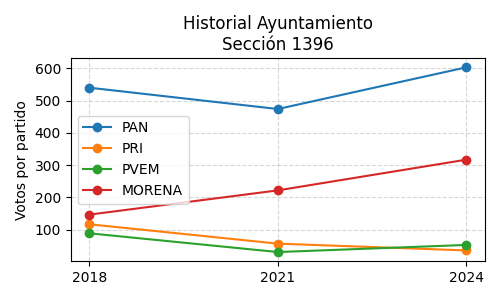 Historial Ayuntamiento
Sección 1396
Votos por partido
600
500
400
300
200
100
PAN
PRI
PVEM
MORENA
2018
2021
2024